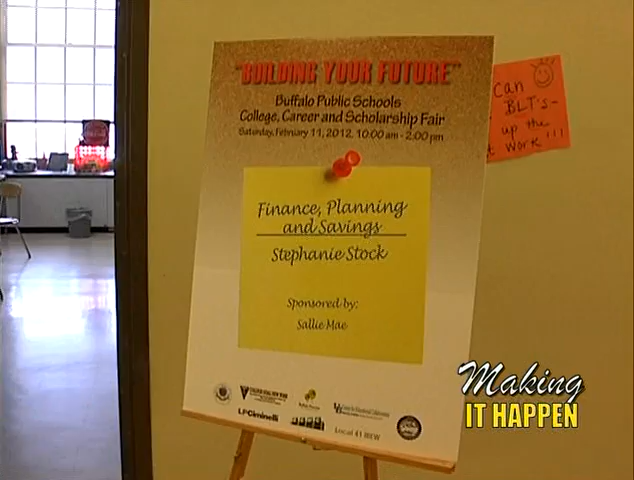 "BUILDING YOUR FUTURE"
Buffalo Public Schools
College, Career and Scholarship Fair
Saturday, February 11, 2012, 10:00 am - 2:00 pm
Finance, Planning
and Savings
Stephanie Stock
Sponsored by:
Sallie Mae
LPCiminelli
Local 41 IBEW
Can
BLT's-
up the
work!!!
Making
IT HAPPEN